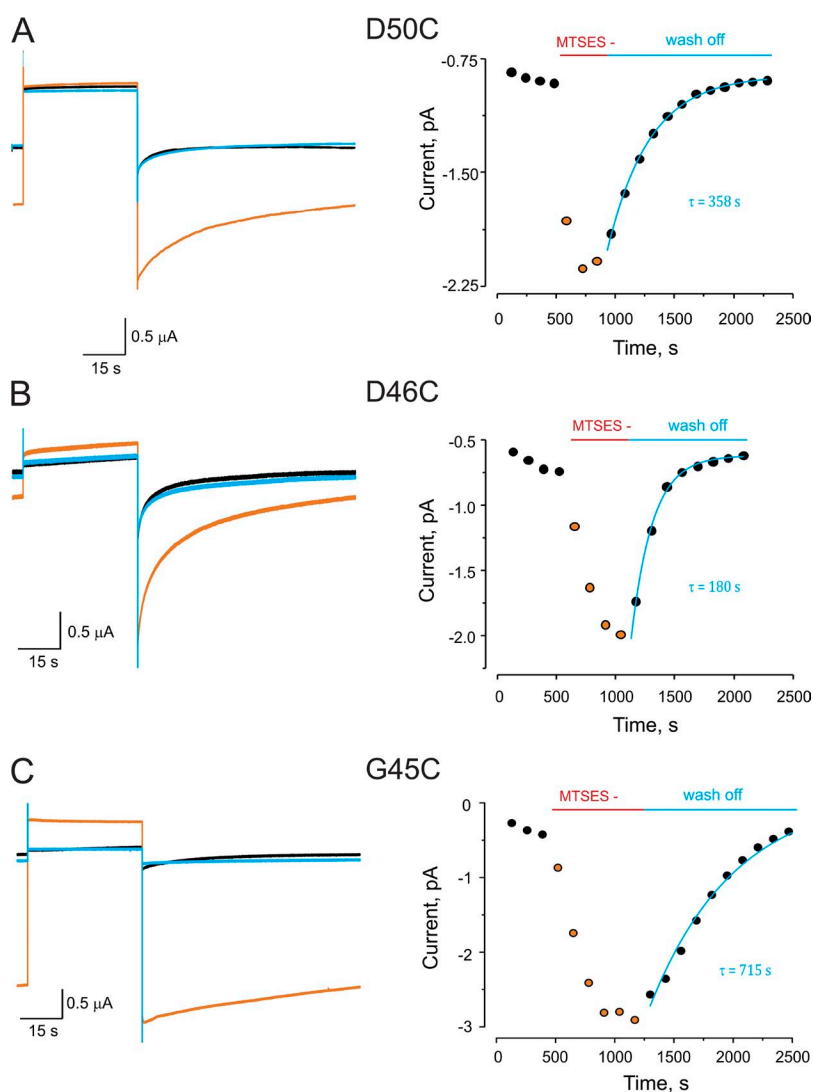 A
D50C
MTSES -
wash off
-0.75
-1.50
-2.25
Current, pA
τ = 358 s
0 500 1000 1500 2000 2500
Time, s
0.5 µA
15 s
B
D46C
MTSES -
wash off
-0.5
-1.0
-1.5
-2.0
Current, pA
τ = 180 s
0 500 1000 1500 2000 2500
Time, s
0.5 µA
15 s
C
G45C
MTSES -
wash off
0
-1
-2
-3
Current, pA
τ = 715 s
0 500 1000 1500 2000 2500
Time, s
0.5 µA
15 s